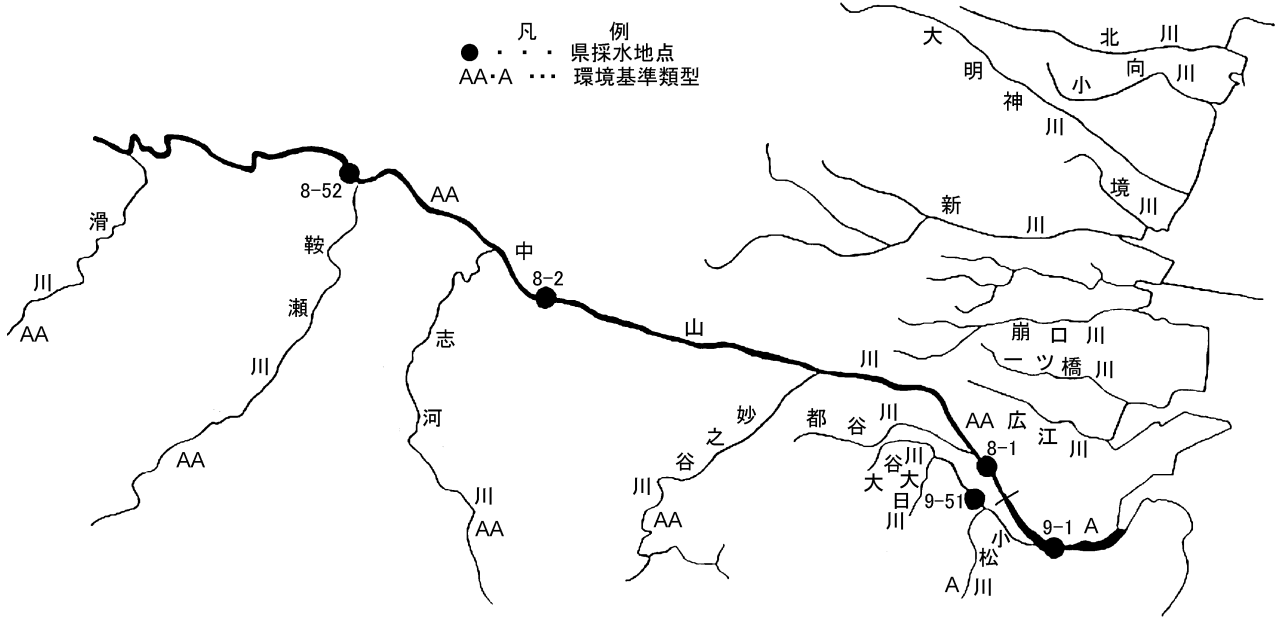 凡 例
●・・・県採水地点
AA・A ・・・ 環境基準類型
北川
小向川
大明神川
境川
新川
崩口川
一ツ橋川
広江川
中山川
AA
AA
A
8-52
8-2
8-1
9-51
9-1
滑川
AA
鞍瀬川
AA
志河川
AA
妙之谷川
AA
都谷川
大谷川
大日川
小松川
A